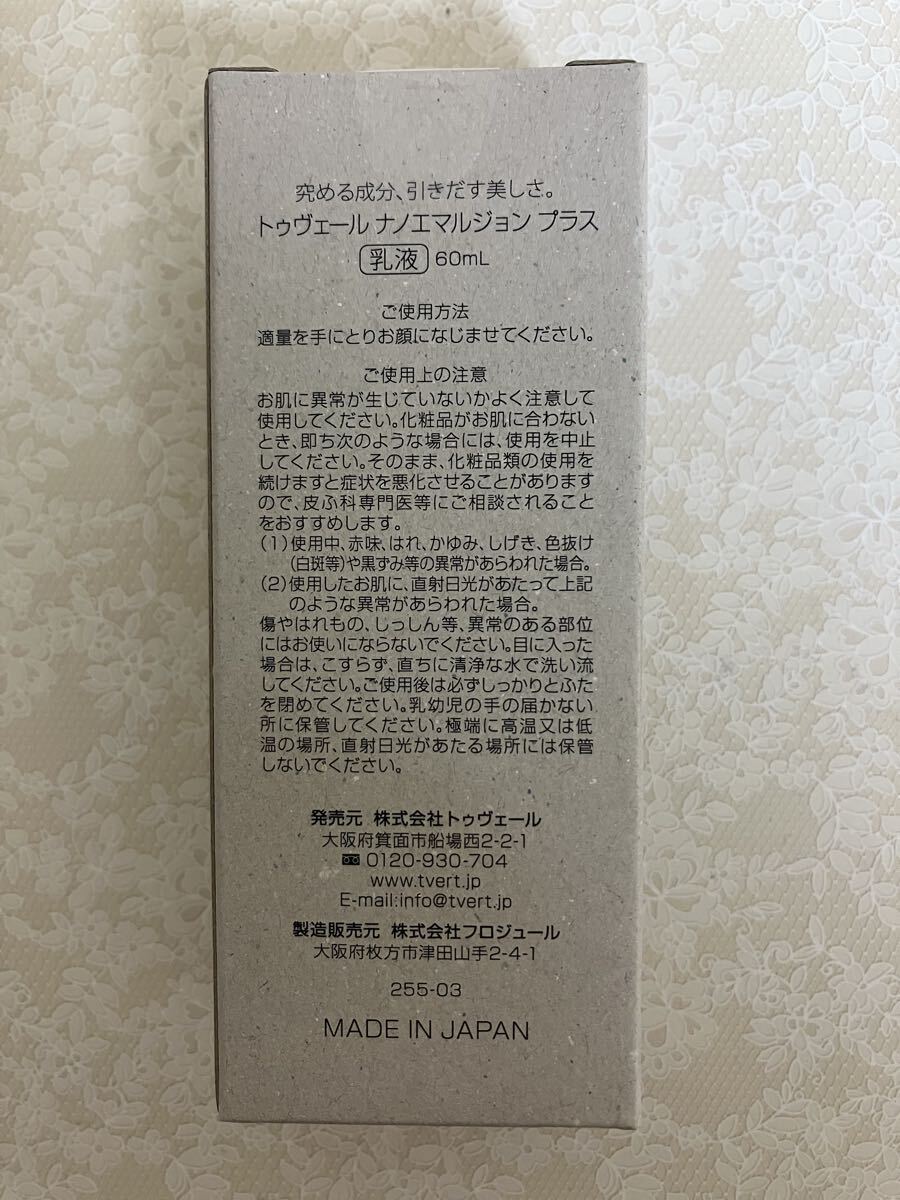 究める成分、引きだす美しさ。
トゥヴェール ナノエマルジョン プラス
乳液 60mL
ご使用方法
適量を手にとりお顔になじませてください。
ご使用上の注意
お肌に異常が生じていないかよく注意して
使用してください。化粧品がお肌に合わない
とき、即ち次のような場合には、使用を中止
してください。そのまま、化粧品類の使用を
続けますと症状を悪化させることがあります
ので、皮ふ科専門医等にご相談されること
をおすすめします。
(1)使用中、赤味、はれ、かゆみ、しげき、色抜け
(白斑等)や黒ずみ等の異常があらわれた場合。
(2)使用したお肌に、直射日光があたって上記
のような異常があらわれた場合。
傷やはれもの、じっしん等、異常のある部位
にはお使いにならないでください。目に入った
場合は、こすらず、直ちに清浄な水で洗い流
してください。ご使用後は必ずしっかりとふた
を閉めてください。乳幼児の手の届かない
所に保管してください。極端に高温又は低
温の場所、直射日光があたる場所には保管
しないでください。
発売元 株式会社トゥヴェール
大阪府箕面市船場西2-2-1
0120-930-704
www.tvert.jp
E-mail:info@tvert.jp
製造販売元 株式会社フロジュール
大阪府枚方市津田山手2-4-1
255-03
MADE IN JAPAN